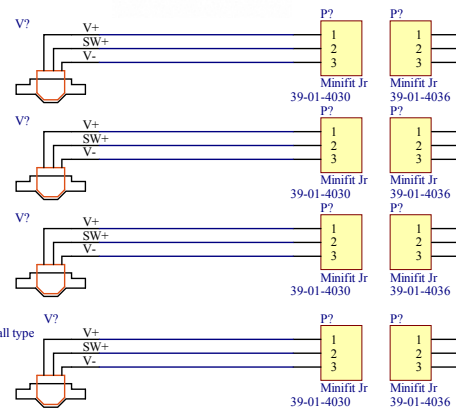 P? P?
V?
V+
SW+
V-
1 1
2 2
3 3
Minifit Jr Minifit Jr
39-01-4030 39-01-4036
P? P?
V?
V+
SW+
V-
1 1
2 2
3 3
Minifit Jr Minifit Jr
39-01-4030 39-01-4036
P? P?
V?
V+
SW+
V-
1 1
2 2
3 3
Minifit Jr Minifit Jr
39-01-4030 39-01-4036
V? P? P?
all type
V+
SW+
V-
1 1
2 2
3 3
Minifit Jr Minifit Jr
39-01-4030 39-01-4036